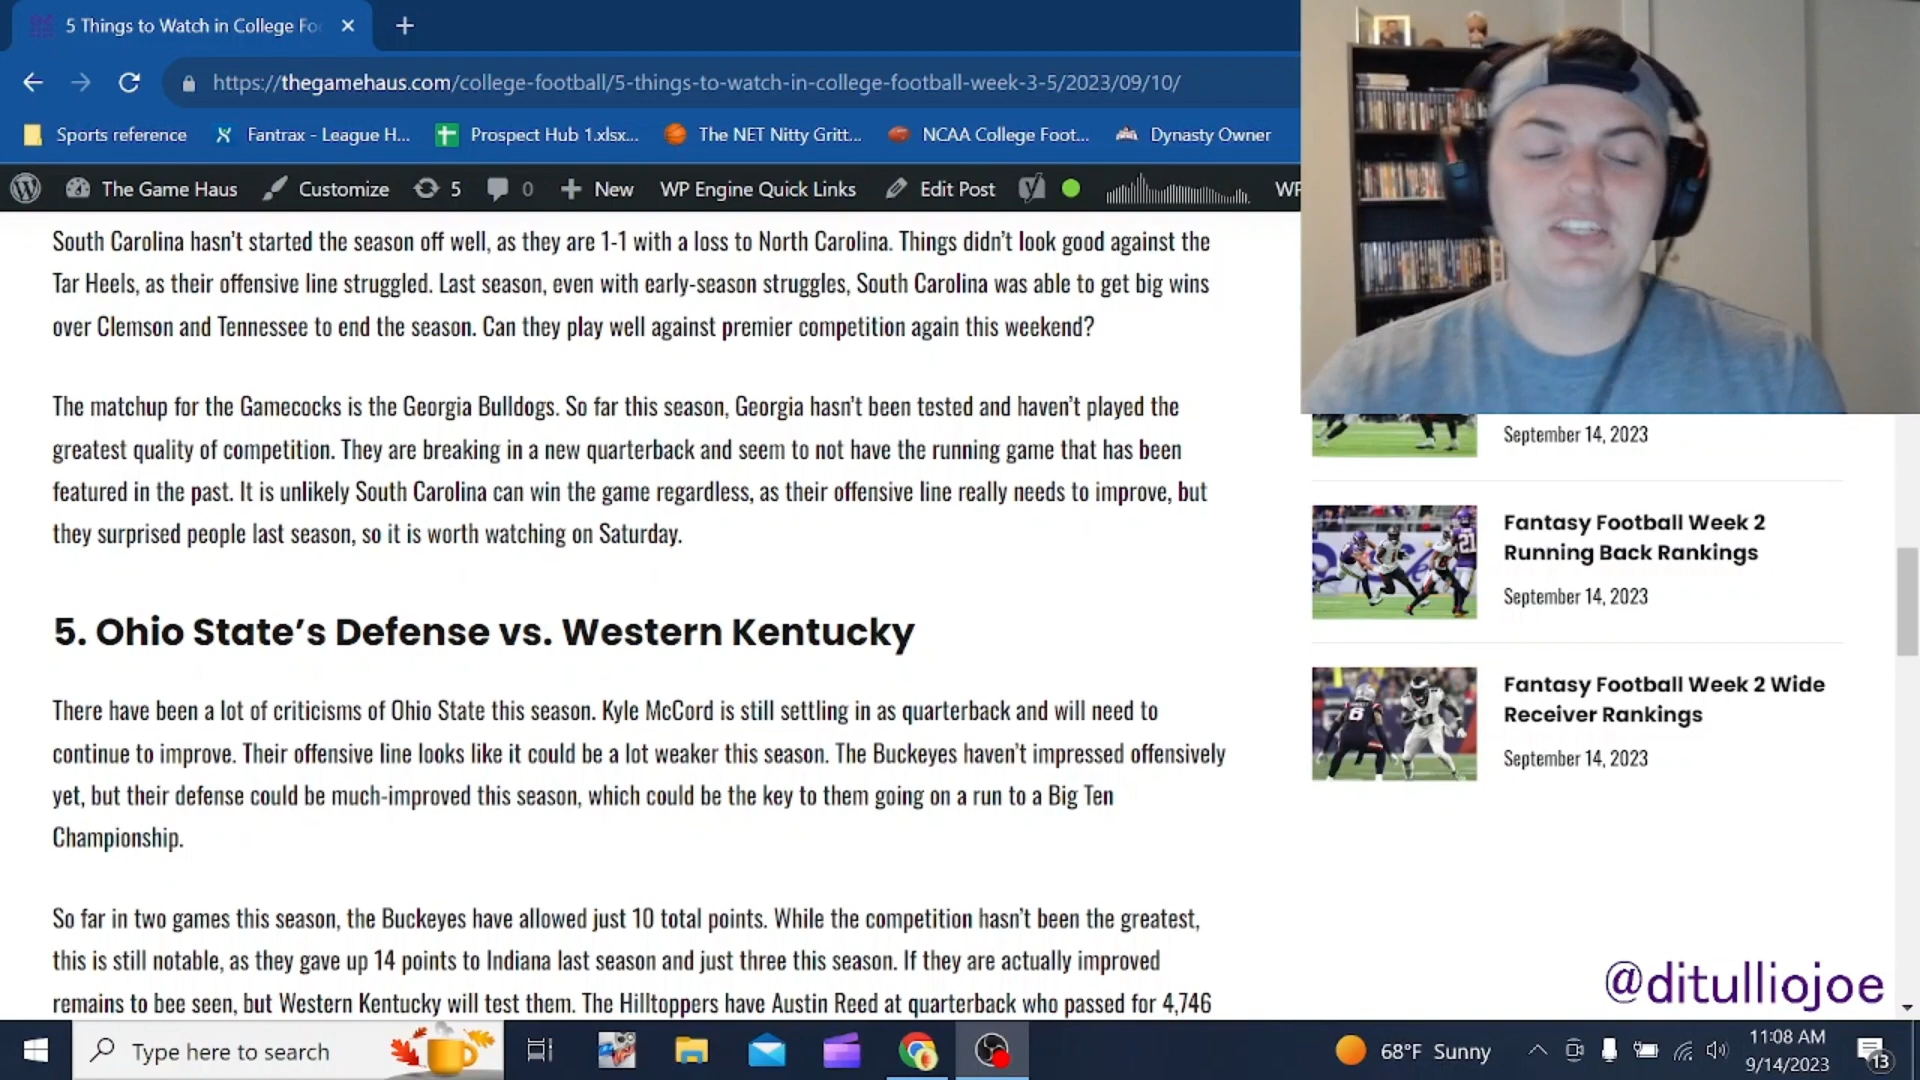 5 Things to Watch in College Fo
https://thegamehaus.com/college-football/5-things-to-watch-in-college-football-week-3-5/2023/09/10/
Sports reference
Fantrax - League H...
Prospect Hub 1.xlsx...
The NET Nitty Gritt...
NCAA College Foot...
Dynasty Owner
The Game Haus
Customize
5
0
New
WP Engine Quick Links
Edit Post
WP
South Carolina hasn't started the season off well, as they are 1-1 with a loss to North Carolina. Things didn't look good against the
Tar Heels, as their offensive line struggled. Last season, even with early-season struggles, South Carolina was able to get big wins
over Clemson and Tennessee to end the season. Can they play well against premier competition again this weekend?
The matchup for the Gamecocks is the Georgia Bulldogs. So far this season, Georgia hasn't been tested and haven't played the
greatest quality of competition. They are breaking in a new quarterback and seem to not have the running game that has been
featured in the past. It is unlikely South Carolina can win the game regardless, as their offensive line really needs to improve, but
they surprised people last season, so it is worth watching on Saturday.
5. Ohio State's Defense vs. Western Kentucky
There have been a lot of criticisms of Ohio State this season. Kyle McCord is still settling in as quarterback and will need to
continue to improve. Their offensive line looks like it could be a lot weaker this season. The Buckeyes haven't impressed offensively
yet, but their defense could be much-improved this season, which could be the key to them going on a run to a Big Ten
Championship.
So far in two games this season, the Buckeyes have allowed just 10 total points. While the competition hasn't been the greatest,
this is still notable, as they gave up 14 points to Indiana last season and just three this season. If they are actually improved
remains to bee seen, but Western Kentucky will test them. The Hilltoppers have Austin Reed at quarterback who passed for 4,746
September 14, 2023
Fantasy Football Week 2
Running Back Rankings
September 14, 2023
Fantasy Football Week 2 Wide
Receiver Rankings
September 14, 2023
@ditulliojoe
Type here to search
68°F Sunny
11:08 AM
9/14/2023
13